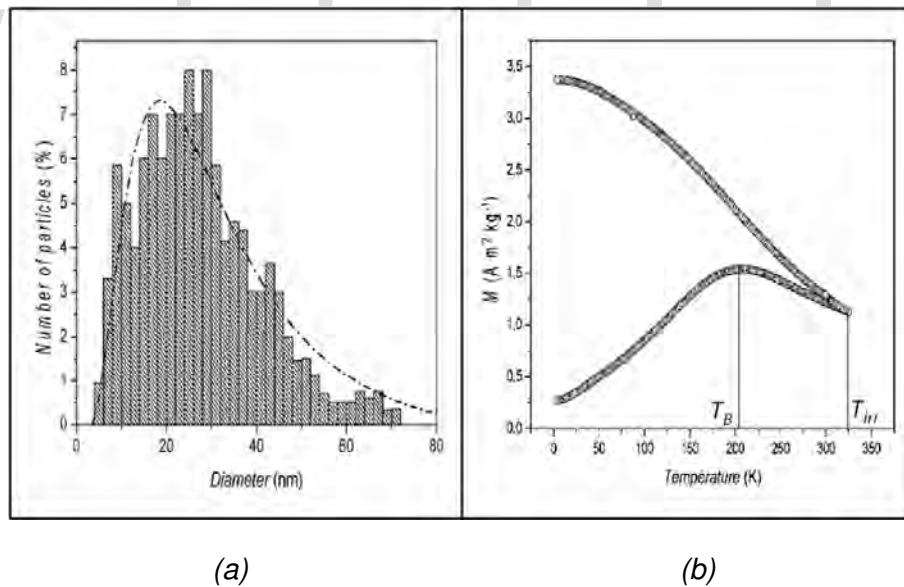 8
7
6
5
4
3
2
1
0
Number of particles (%)
0 20 40 60 80
Diameter (nm)
3,5
3,0
2,5
2,0
1,5
1,0
0,5
0,0
M (A m² kg⁻¹)
T_B
T_irr
0 50 100 150 200 250 300 350
Température (K)
(a)
(b)